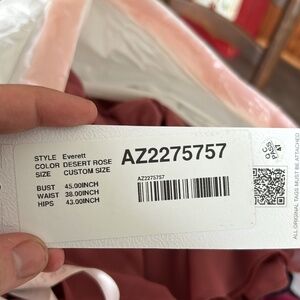 STYLE Everett
COLOR DESERT ROSE
SIZE CUSTOM SIZE
BUST 45.00INCH
WAIST 38.00INCH
HIPS 43.00INCH
AZ2275757
AZ2275757
ALL ORIGINAL TAGS MUST BE ATTACHED